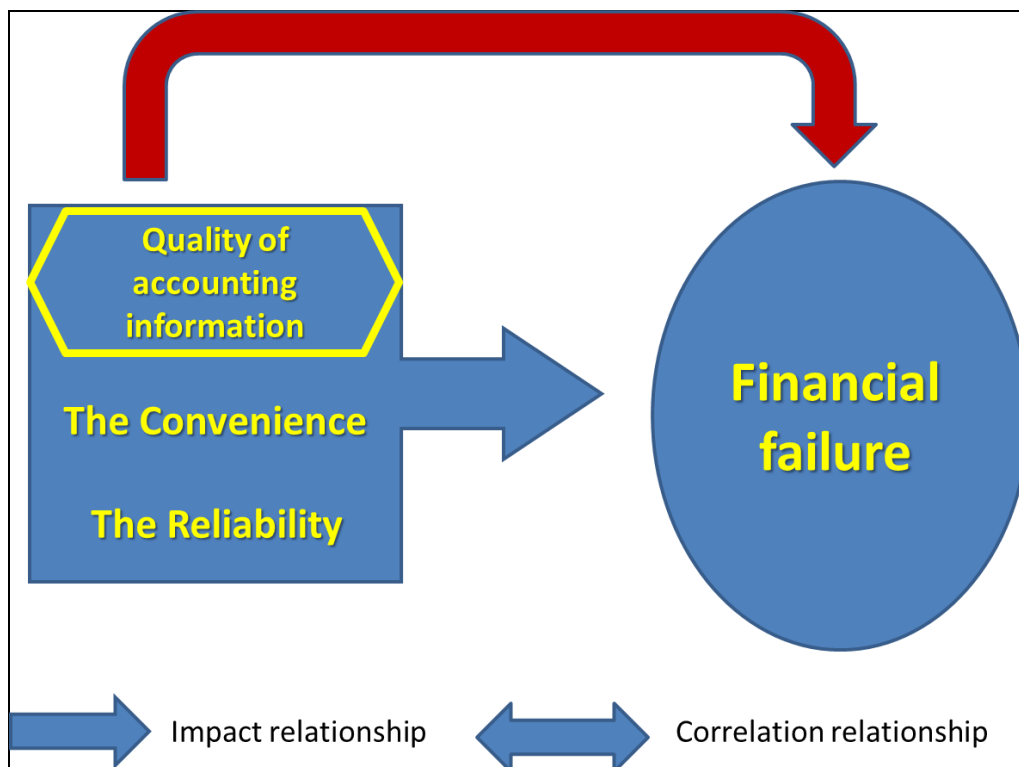 Quality of
accounting
information
The Convenience
The Reliability
Financial
failure
Impact relationship
Correlation relationship